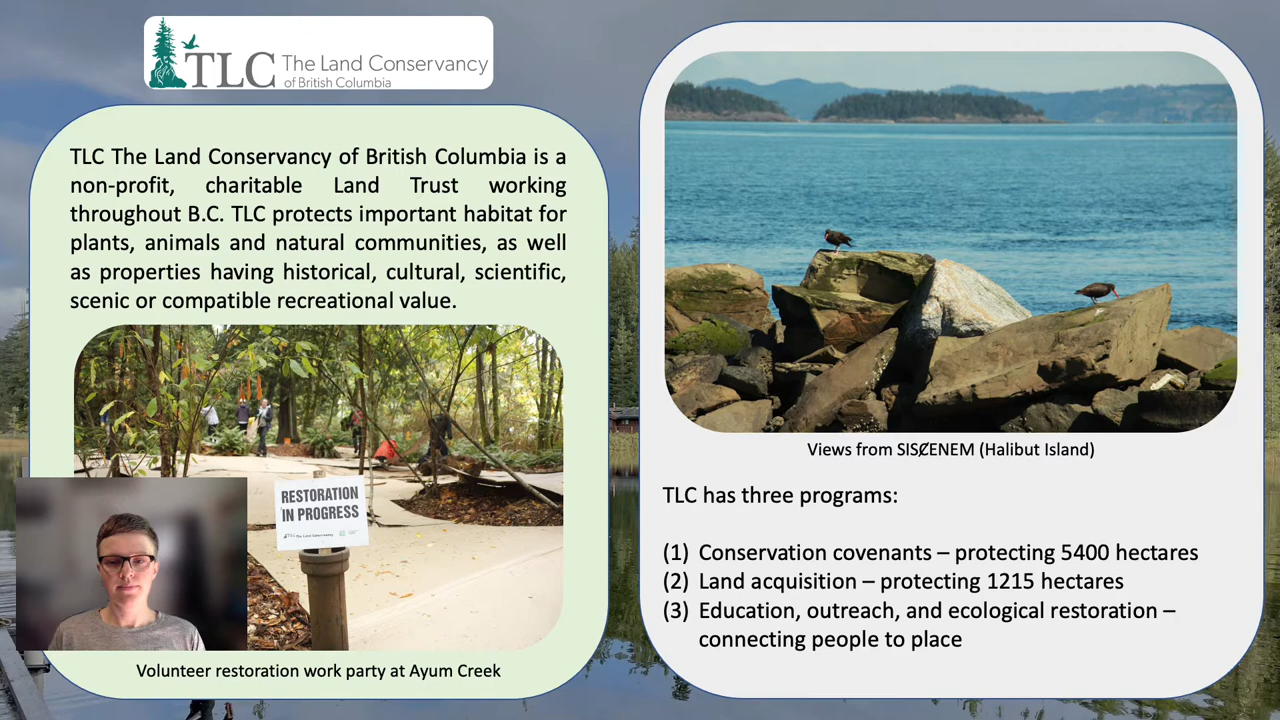 TLC The Land Conservancy
of British Columbia
TLC The Land Conservancy of British Columbia is a
non-profit, charitable Land Trust working
throughout B.C. TLC protects important habitat for
plants, animals and natural communities, as well
as properties having historical, cultural, scientific,
scenic or compatible recreational value.
RESTORATION
IN PROGRESS
TLC The Land Conservancy
Volunteer restoration work party at Ayum Creek
Views from SISȻENEM (Halibut Island)
TLC has three programs:
(1) Conservation covenants – protecting 5400 hectares
(2) Land acquisition – protecting 1215 hectares
(3) Education, outreach, and ecological restoration –
connecting people to place